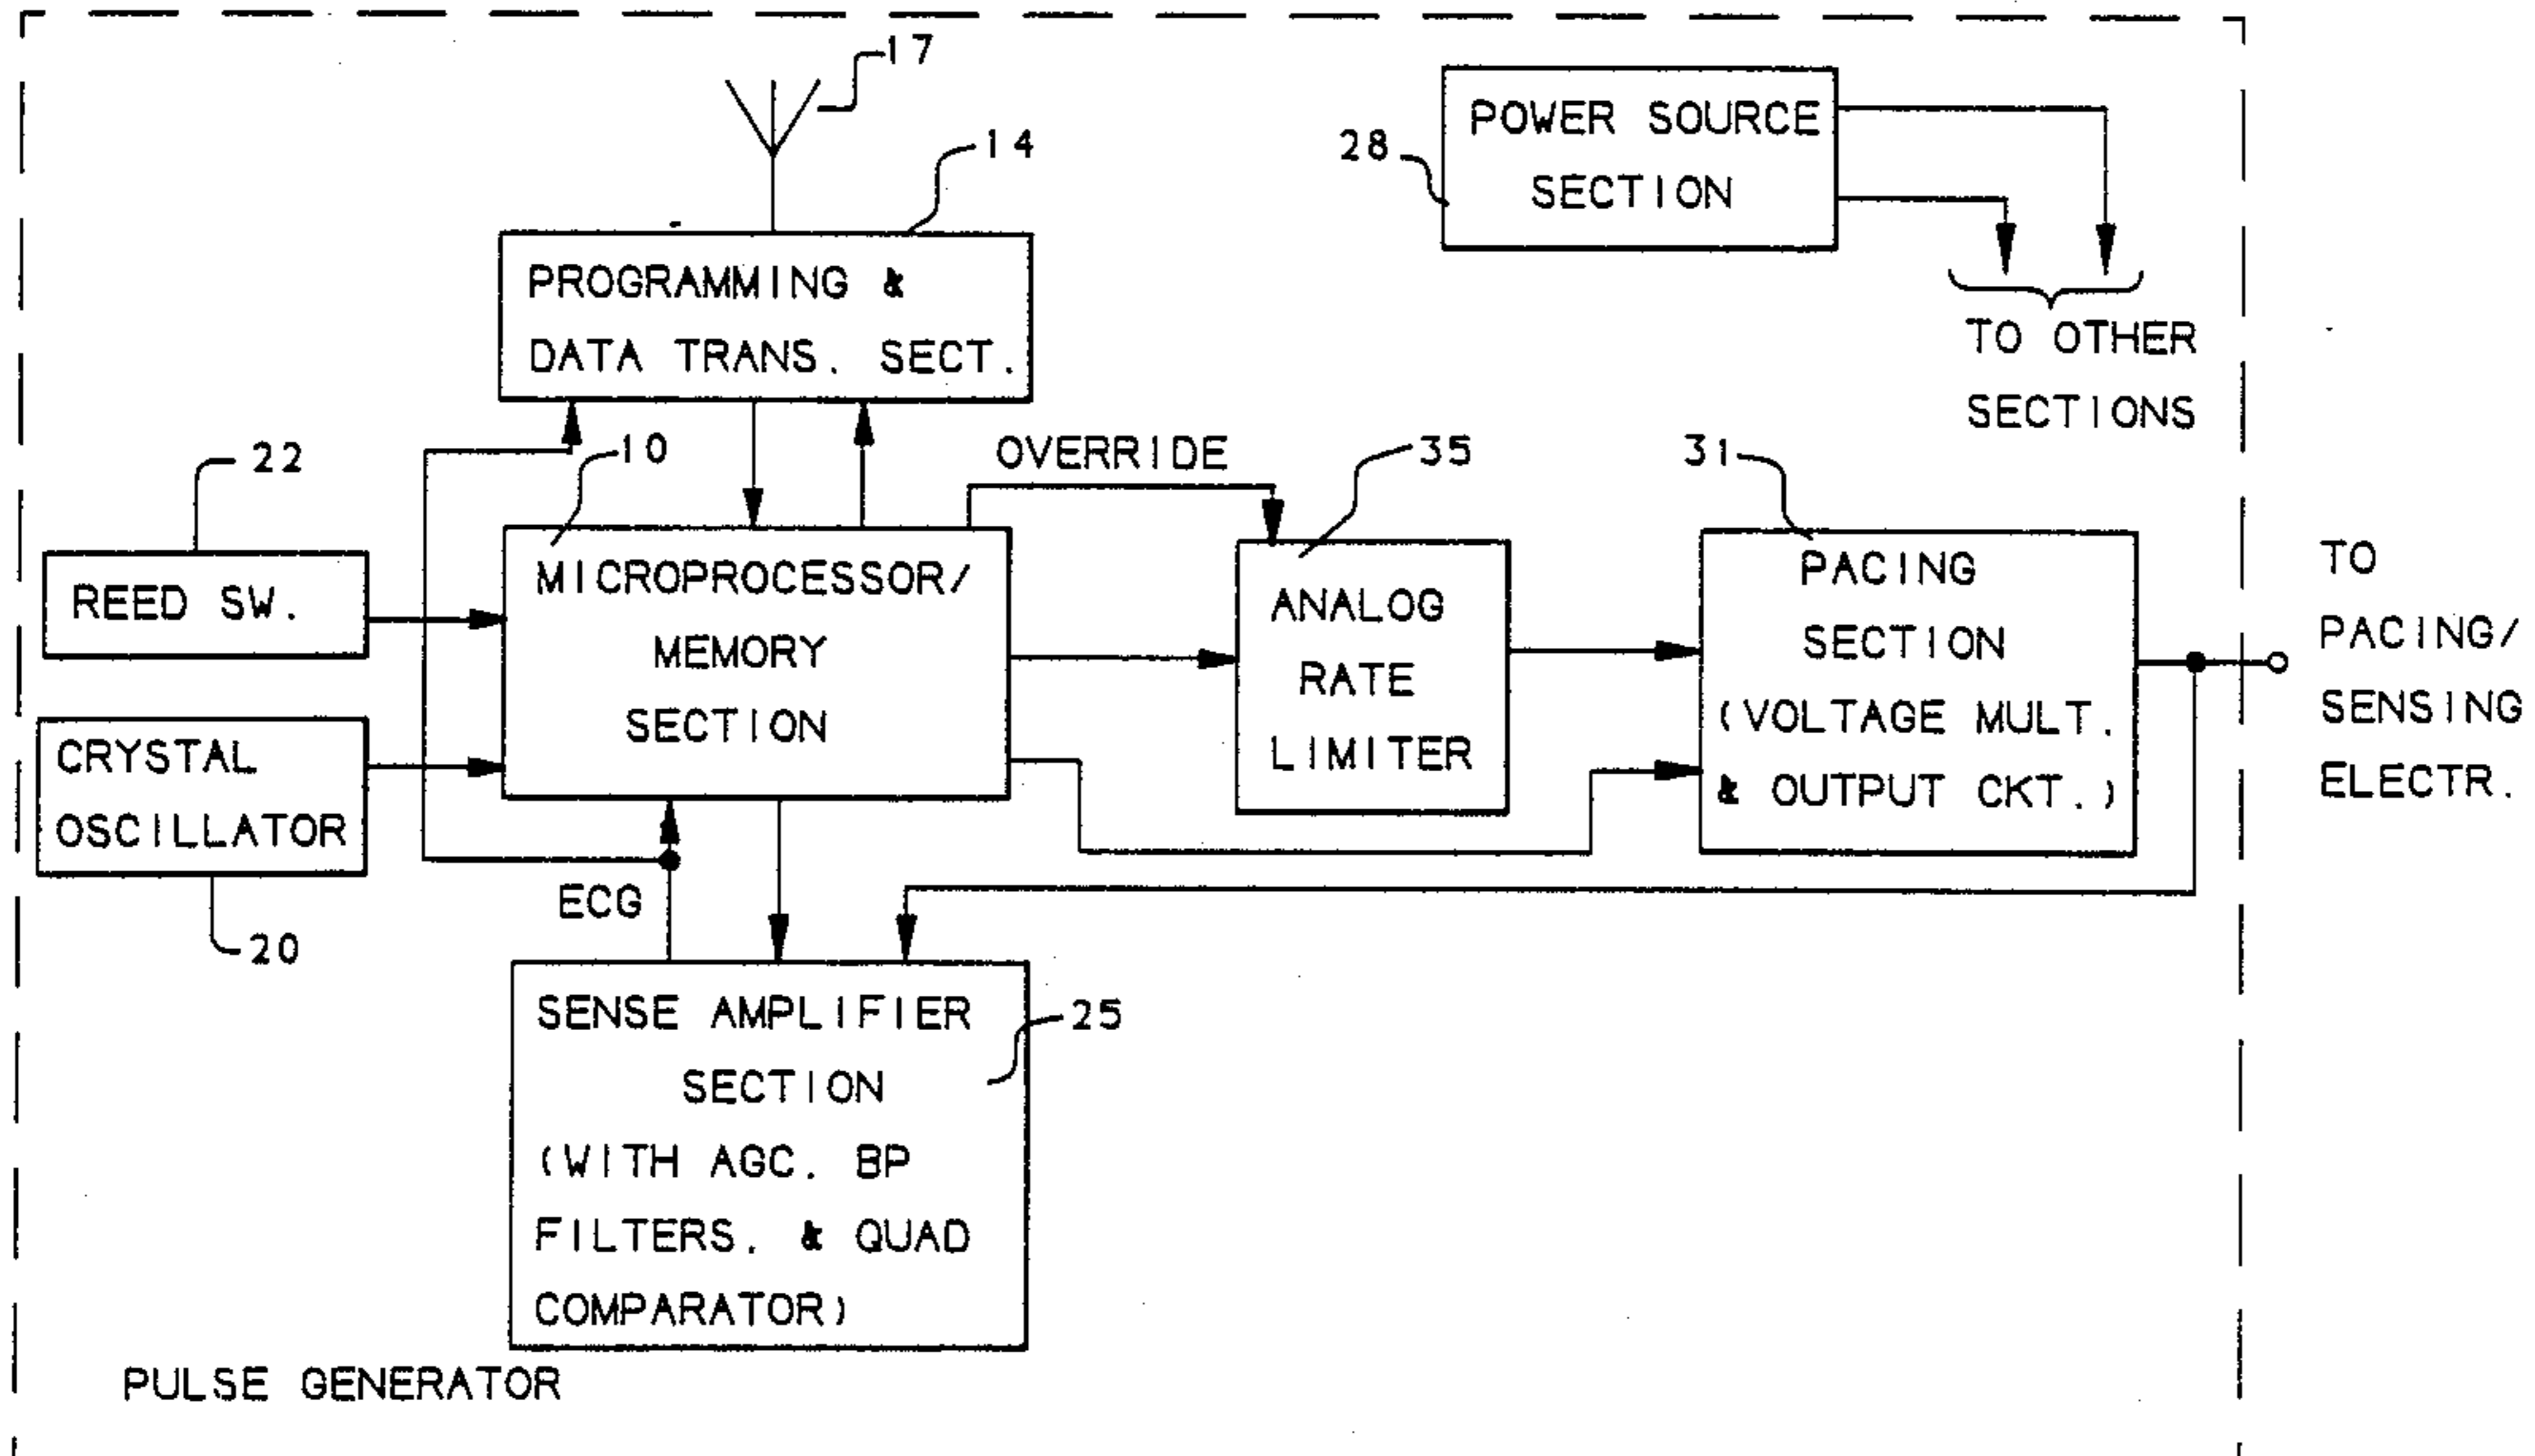 17
POWER SOURCE
SECTION
28
14
PROGRAMMING &
DATA TRANS. SECT.
TO OTHER
SECTIONS
22
10
OVERRIDE
35
31
REED SW.
MICROPROCESSOR/
MEMORY
SECTION
ANALOG
RATE
LIMITER
PACING
SECTION
(VOLTAGE MULT.
& OUTPUT CKT.)
TO
PACING/
SENSING
ELECTR.
CRYSTAL
OSCILLATOR
20
ECG
SENSE AMPLIFIER
SECTION
(WITH AGC. BP
FILTERS. & QUAD
COMPARATOR)
25
PULSE GENERATOR